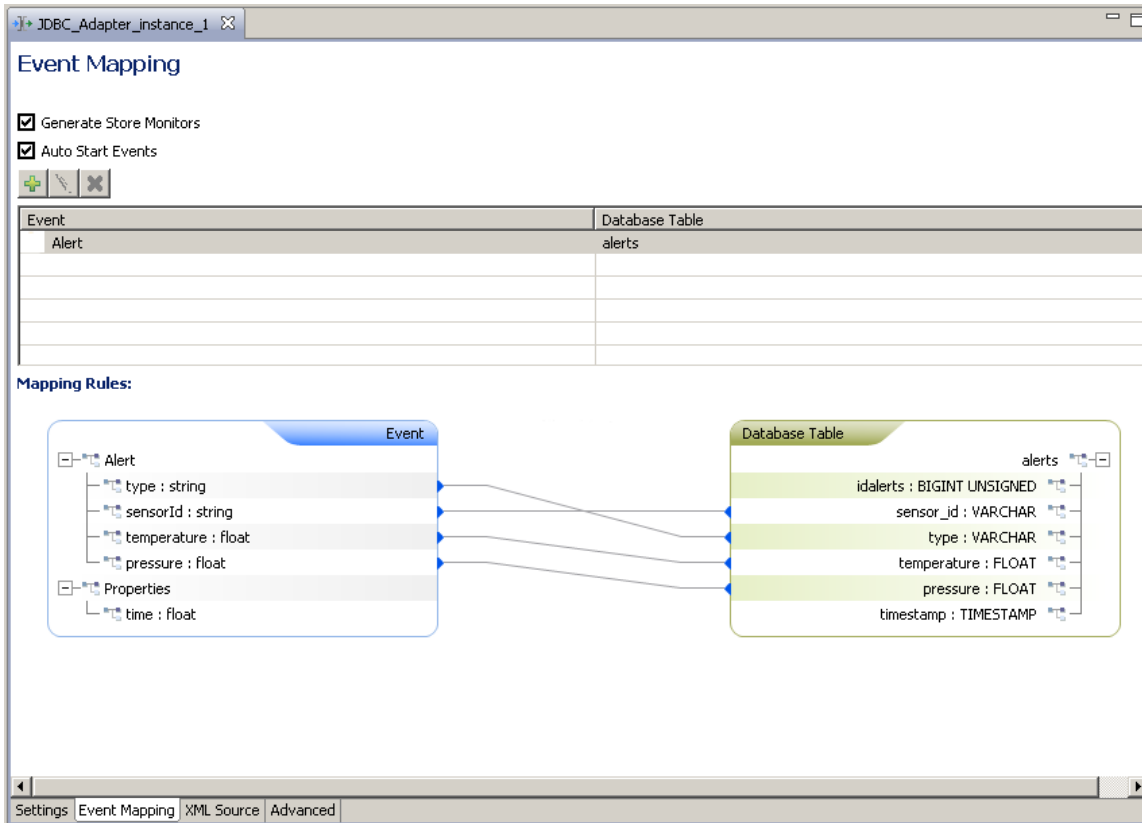 JDBC_Adapter_instance_1
Event Mapping
Generate Store Monitors
Auto Start Events
Event Database Table
Alert alerts
Mapping Rules:
Event Database Table
Alert alerts
type : string idalerts : BIGINT UNSIGNED
sensorId : string sensor_id : VARCHAR
temperature : float type : VARCHAR
pressure : float temperature : FLOAT
Properties pressure : FLOAT
time : float timestamp : TIMESTAMP
Settings Event Mapping XML Source Advanced